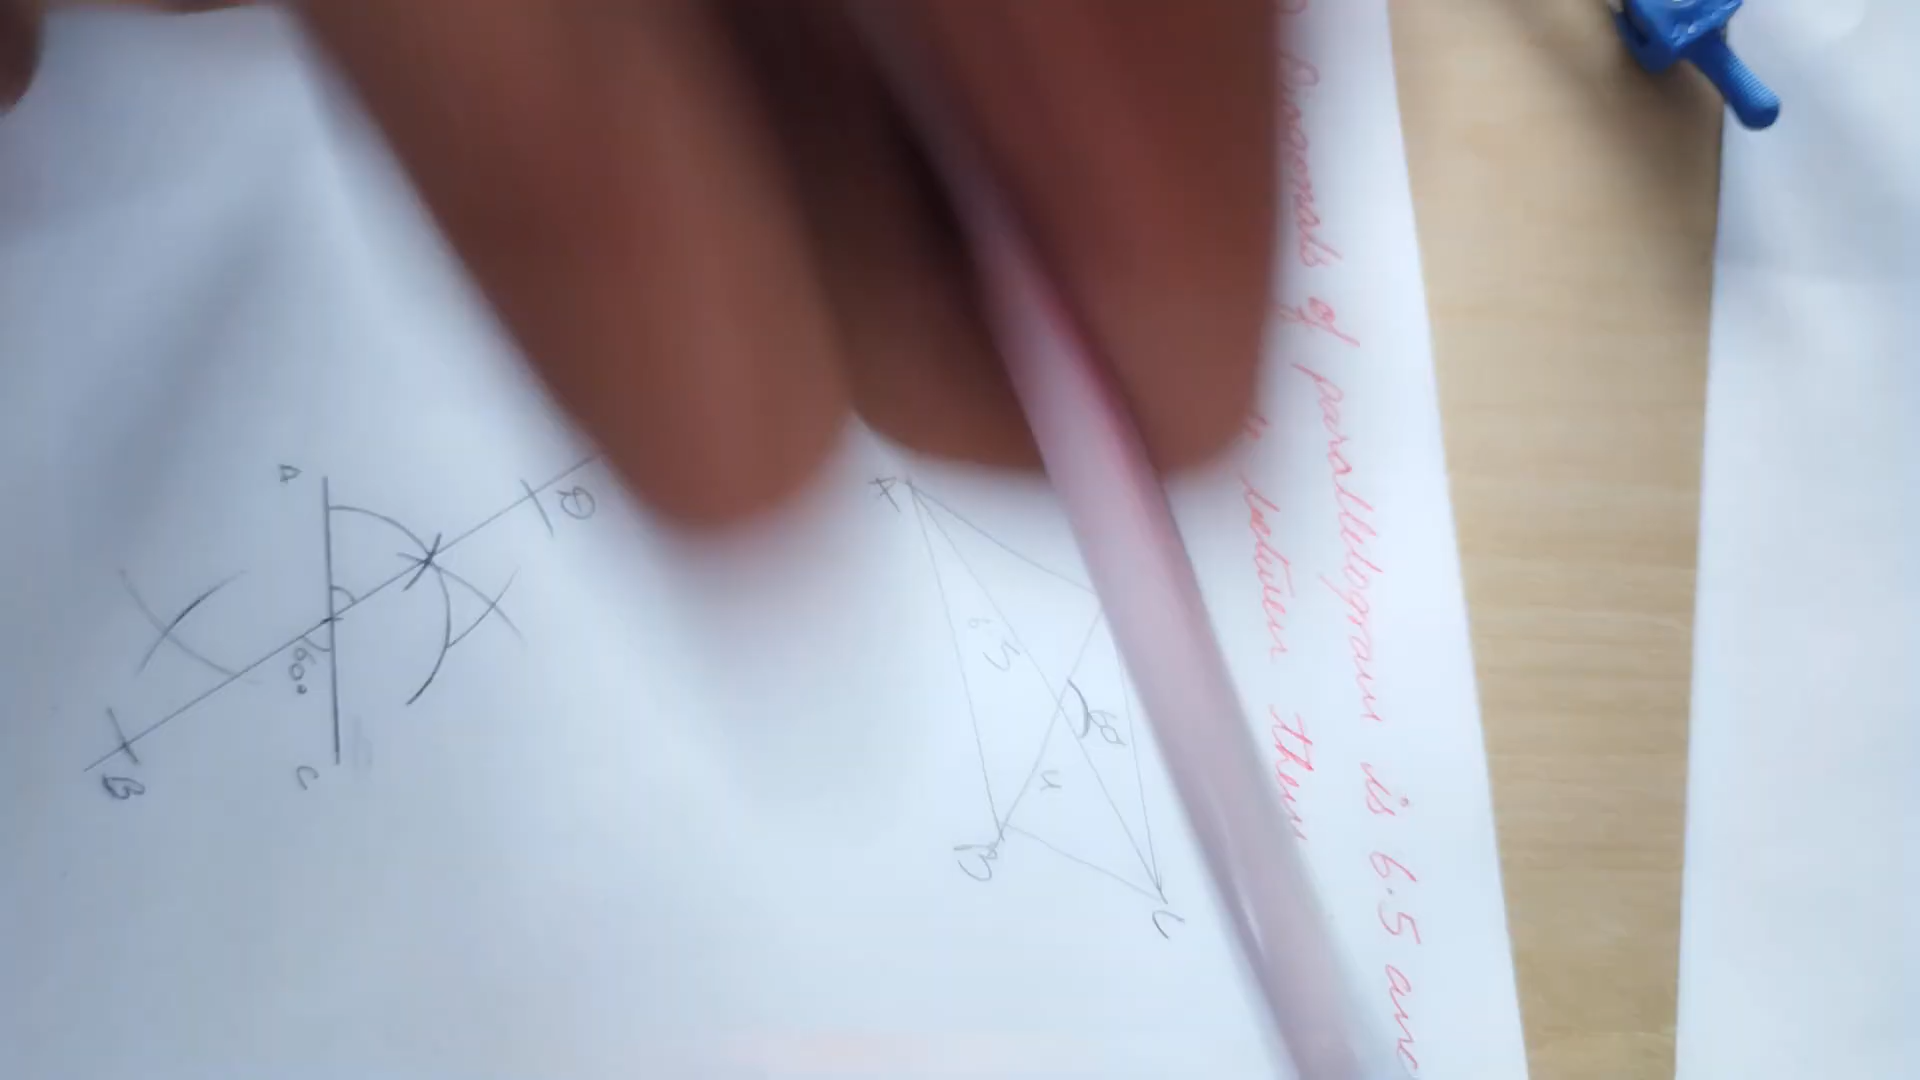 Diagonals of parallelogram is 6.5 and
between them
A
6.5
60
4
B
C
A
D
60°
C
B